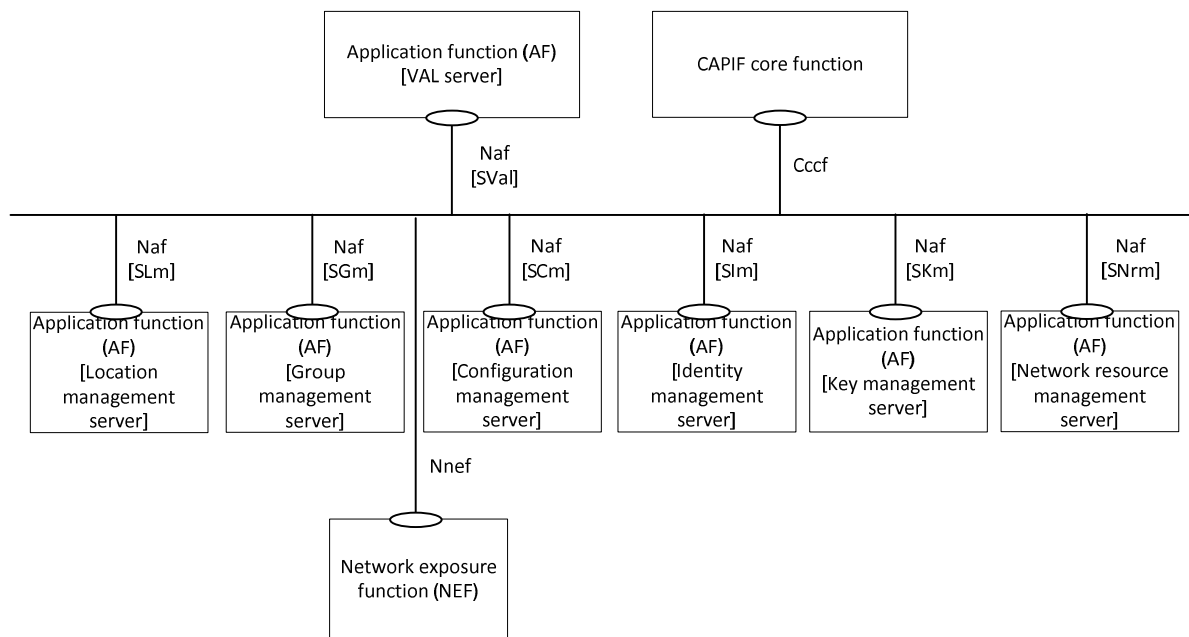 Application function (AF)
[VAL server]
CAPIF core function
Naf
[SVal]
Cccf
Naf
[SLm]
Naf
[SGm]
Naf
[SCm]
Naf
[SIm]
Naf
[SKm]
Naf
[SNrm]
Application function
(AF)
[Location
management
server]
Application function
(AF)
[Group
management
server]
Application function
(AF)
[Configuration
management
server]
Application function
(AF)
[Identity
management
server]
Application function
(AF)
[Key management
server]
Application function
(AF)
[Network resource
management
server]
Nnef
Network exposure
function (NEF)